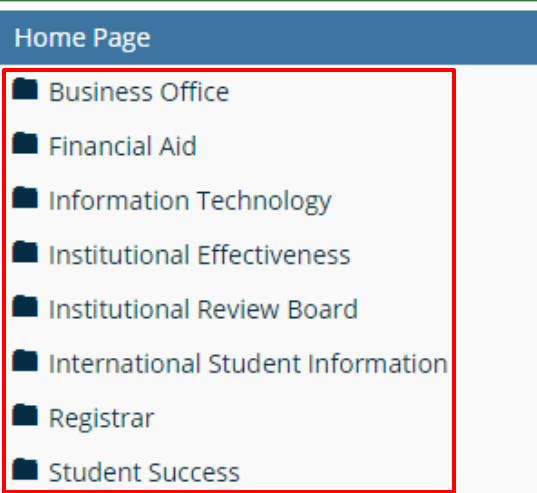 Home Page
Business Office
Financial Aid
Information Technology
Institutional Effectiveness
Institutional Review Board
International Student Information
Registrar
Student Success